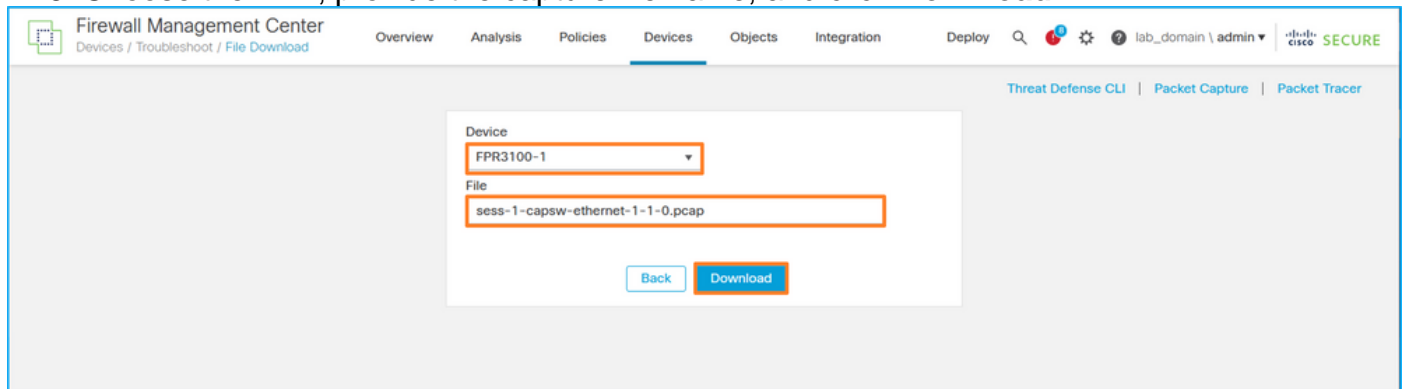 Firewall Management Center
Devices / Troubleshoot / File Download
Overview Analysis Policies Devices Objects Integration Deploy lab_domain \ admin cisco SECURE
Threat Defense CLI | Packet Capture | Packet Tracer
Device
FPR3100-1
File
sess-1-capsw-ethernet-1-1-0.pcap
Back Download